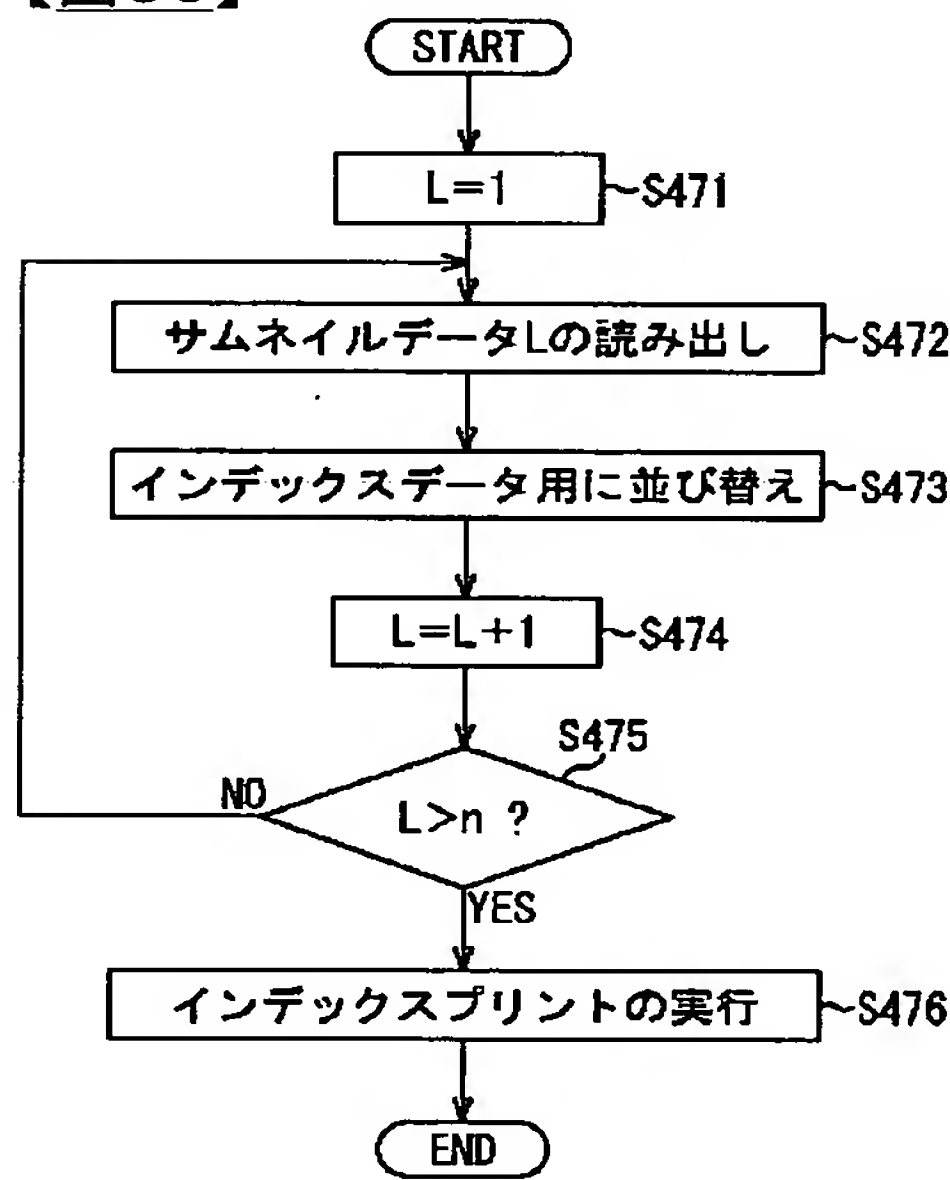 START
L=1
S471
サムネイルデータLの読み出し
S472
インデックスデータ用に並び替え
S473
L=L+1
S474
S475
NO
L>n ?
YES
インデックスプリントの実行
S476
END